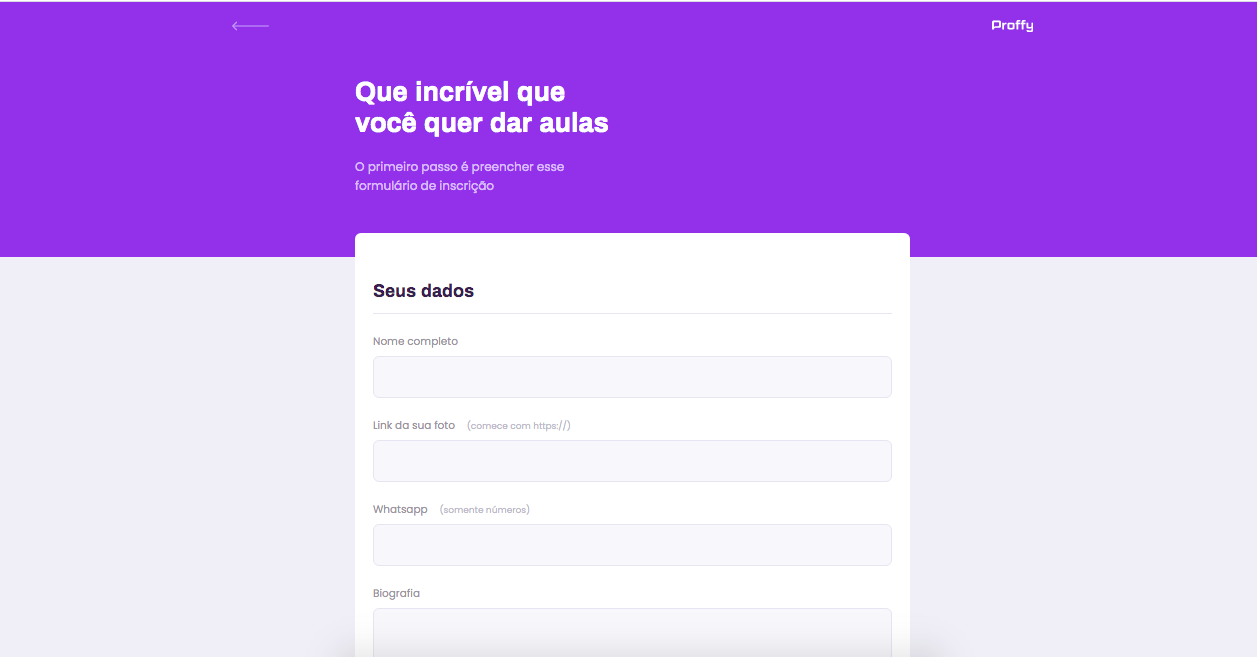 Proffy
Que incrível que
você quer dar aulas
O primeiro passo é preencher esse
formulário de inscrição
Seus dados
Nome completo
Link da sua foto (comece com https://)
Whatsapp (somente números)
Biografia